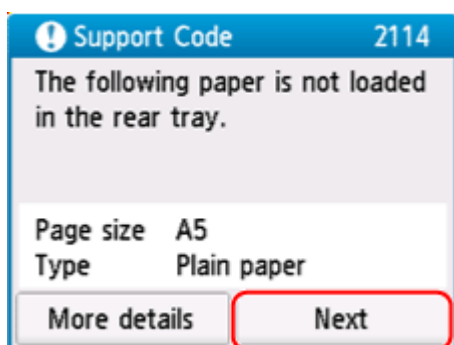 Support Code 2114
The following paper is not loaded
in the rear tray.
Page size A5
Type Plain paper
More details Next